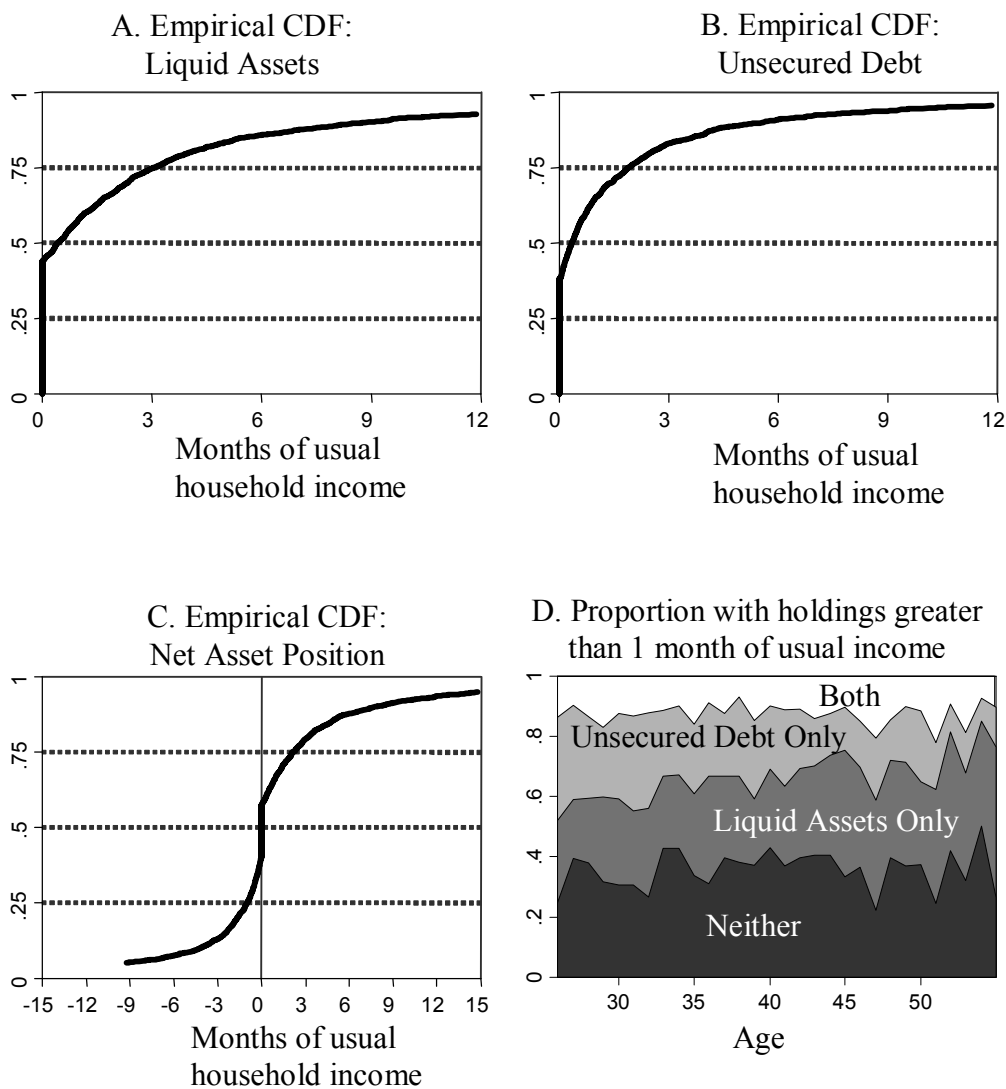 A. Empirical CDF:
Liquid Assets
0 .25 .5 .75 1
0 3 6 9 12
Months of usual
household income
B. Empirical CDF:
Unsecured Debt
0 .25 .5 .75 1
0 3 6 9 12
Months of usual
household income
C. Empirical CDF:
Net Asset Position
0 .25 .5 .75 1
-15 -12 -9 -6 -3 0 3 6 9 12 15
Months of usual
household income
D. Proportion with holdings greater
than 1 month of usual income
0 .2 .4 .6 .8 1
Both
Unsecured Debt Only
Liquid Assets Only
Neither
30 35 40 45 50
Age